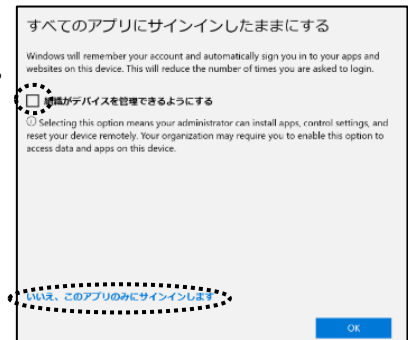 すべてのアプリにサインインしたままにする
Windows will remember your account and automatically sign you in to your apps and
websites on this device. This will reduce the number of times you are asked to login.
組織がデバイスを管理できるようにする
Selecting this option means your administrator can install apps, control settings, and
reset your device remotely. Your organization may require you to enable this option to
access data and apps on this device.
いいえ、このアプリのみにサインインします
OK